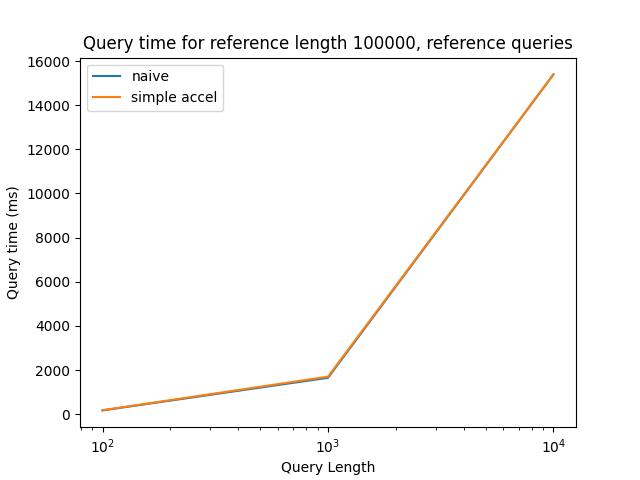 Query time for reference length 100000, reference queries
naive
simple accel
Query time (ms)
16000
14000
12000
10000
8000
6000
4000
2000
0
10²
10³
10⁴
Query Length